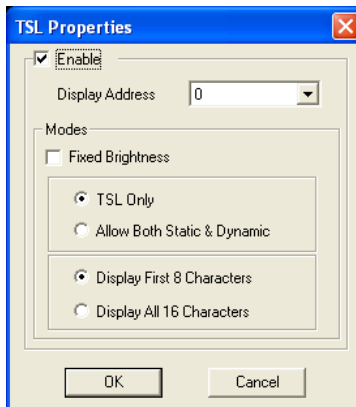 TSL Properties
Enable
Display Address 0
Modes
Fixed Brightness
TSL Only
Allow Both Static & Dynamic
Display First 8 Characters
Display All 16 Characters
OK Cancel